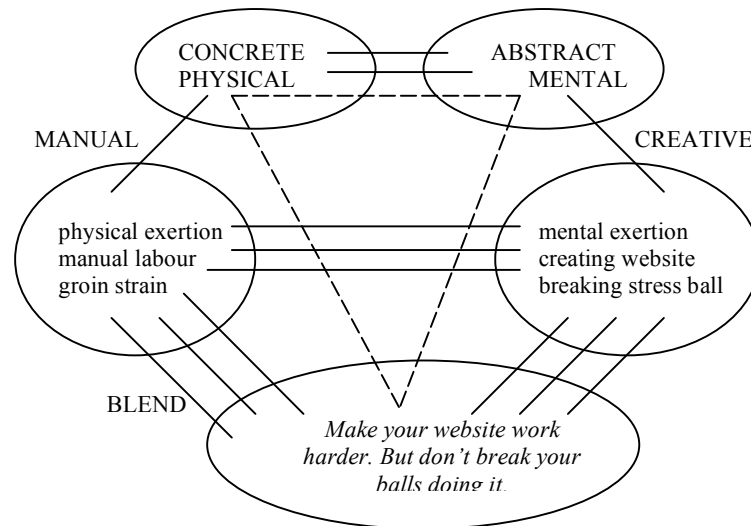 CONCRETE
PHYSICAL
ABSTRACT
MENTAL
MANUAL
CREATIVE
physical exertion
manual labour
groin strain
mental exertion
creating website
breaking stress ball
BLEND
Make your website work
harder. But don't break your
balls doing it.